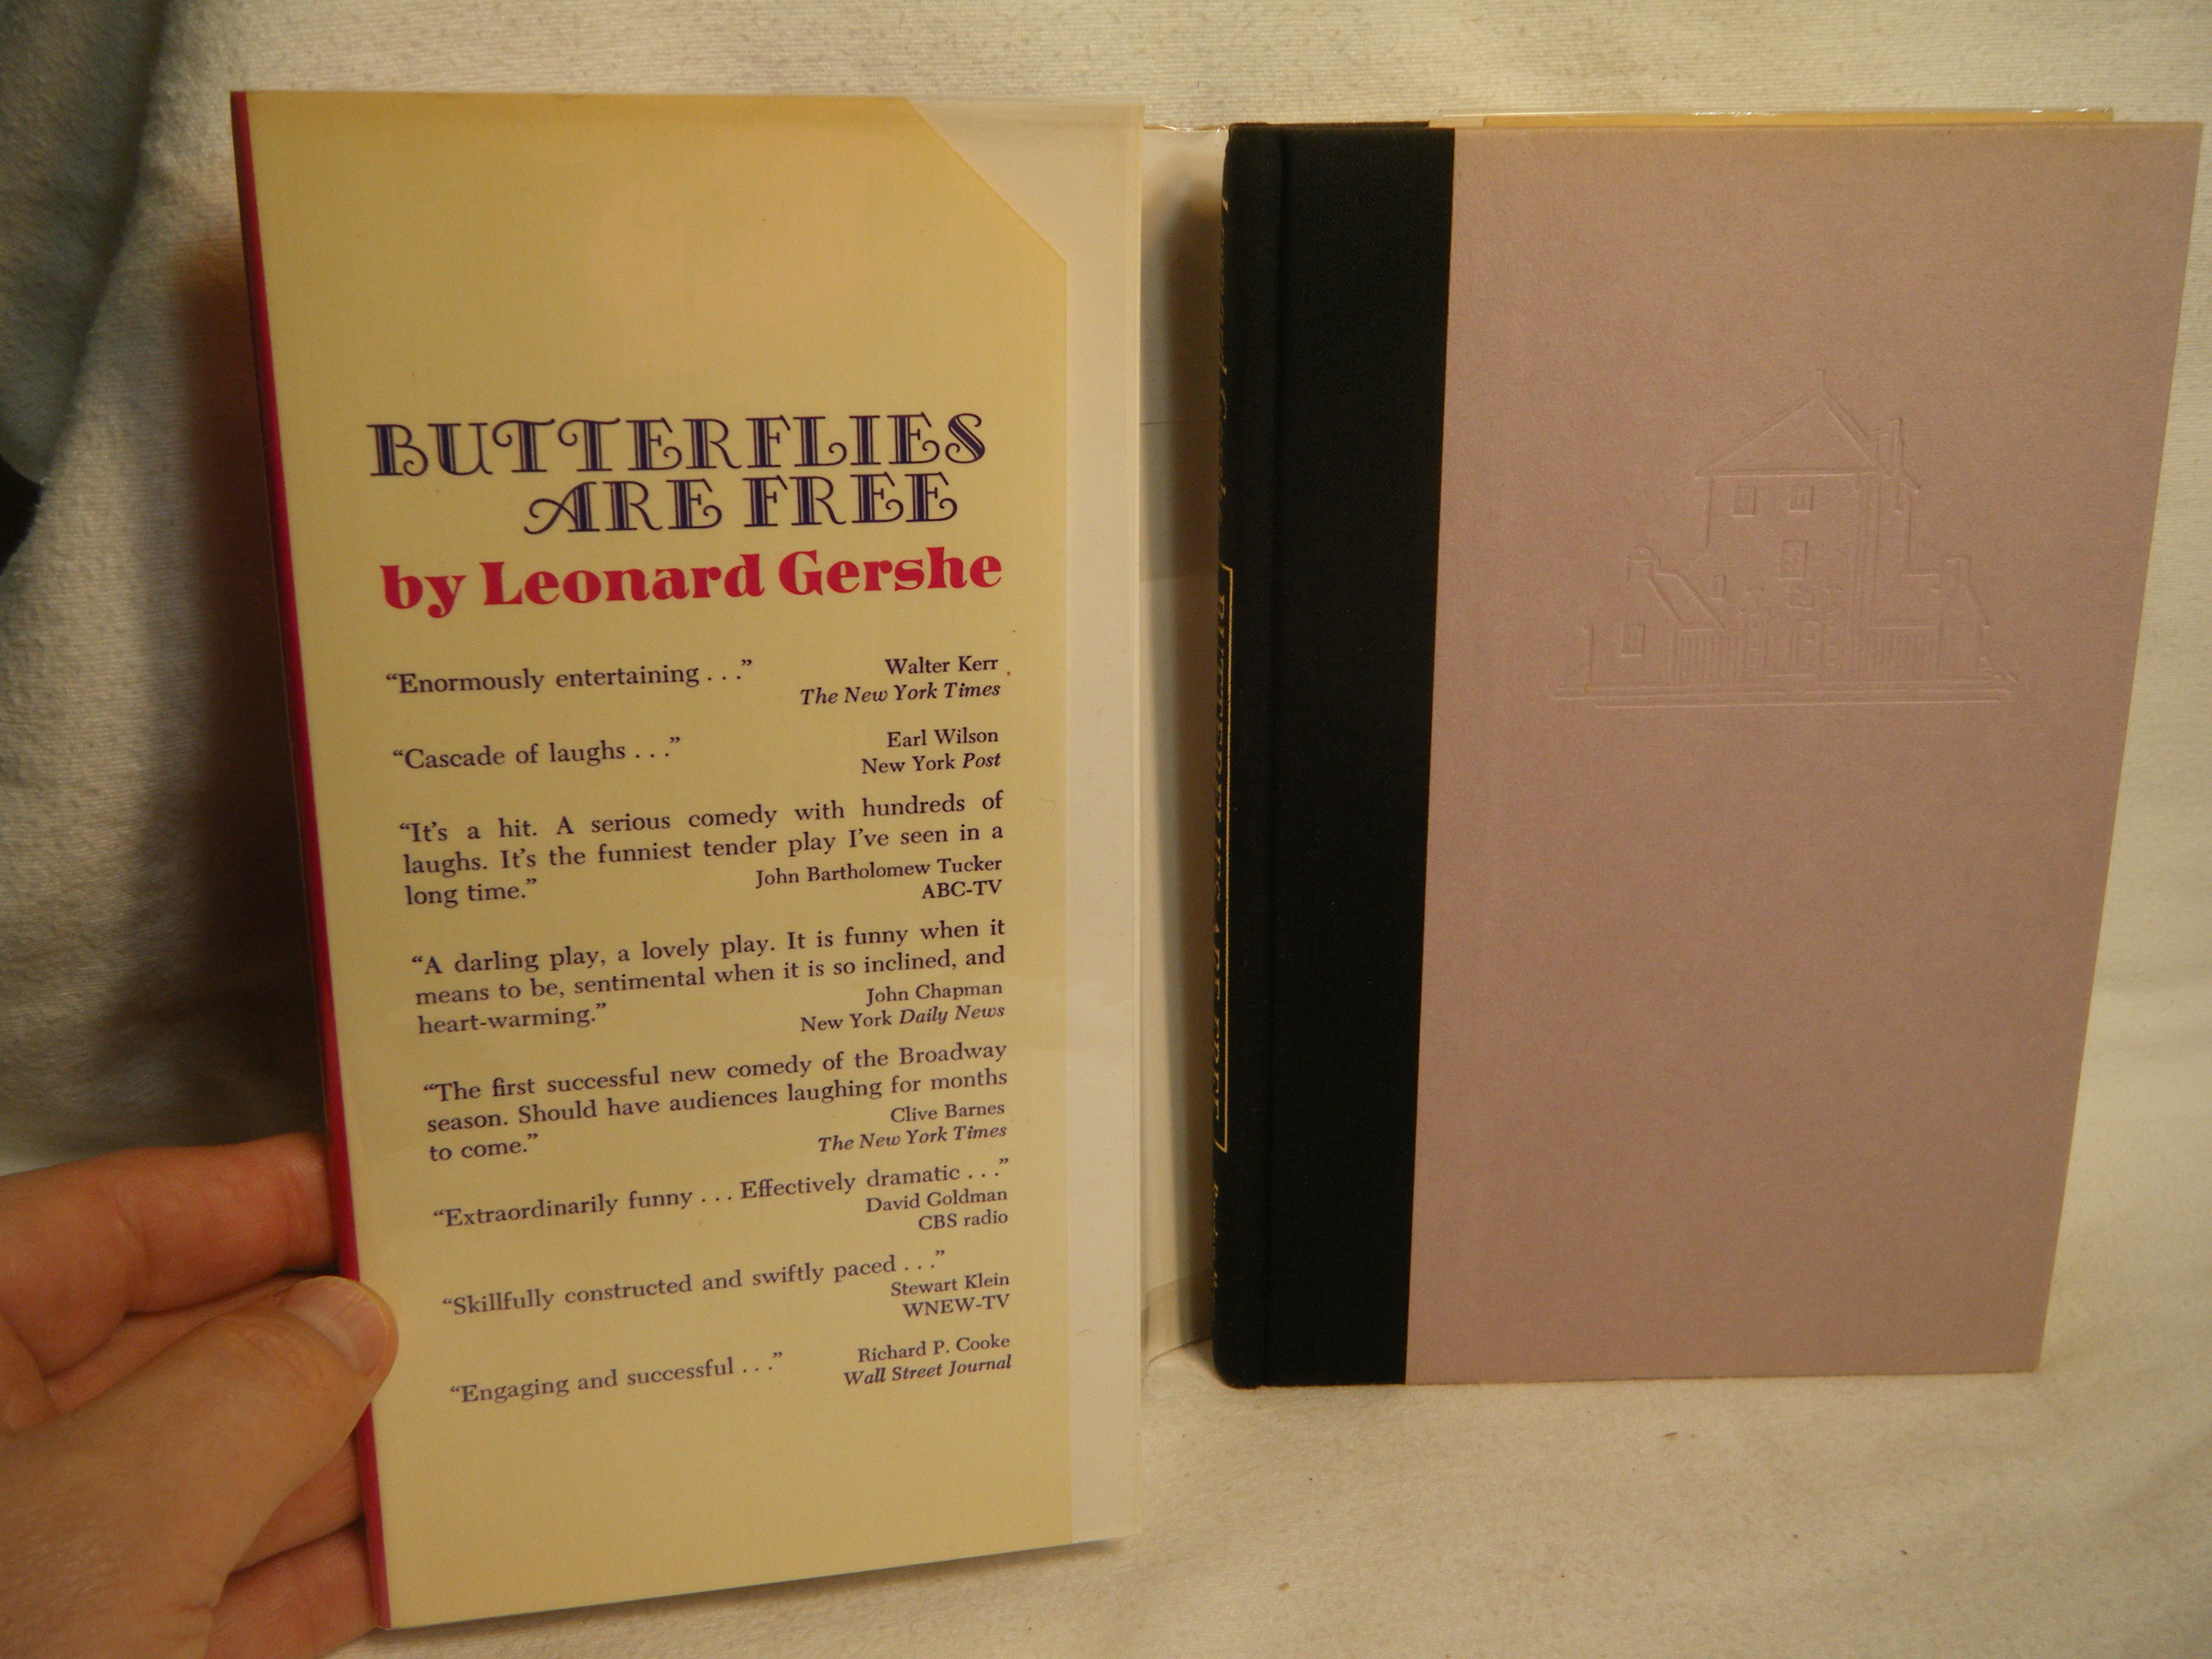 BUTTERFLIES
ARE FREE
by Leonard Gershe
“Enormously entertaining . . .”
Walter Kerr
The New York Times
“Cascade of laughs . . .”
Earl Wilson
New York Post
“It’s a hit. A serious comedy with hundreds of
laughs. It’s the funniest tender play I’ve seen in a
long time.”
John Bartholomew Tucker
ABC-TV
“A darling play, a lovely play. It is funny when it
means to be, sentimental when it is so inclined, and
heart-warming.”
John Chapman
New York Daily News
“The first successful new comedy of the Broadway
season. Should have audiences laughing for months
to come.”
Clive Barnes
The New York Times
“Extraordinarily funny . . . Effectively dramatic . . .”
David Goldman
CBS radio
“Skillfully constructed and swiftly paced . . .”
Stewart Klein
WNEW-TV
“Engaging and successful . . .”
Richard P. Cooke
Wall Street Journal
Leonard Gershe
BUTTERFLIES ARE FREE